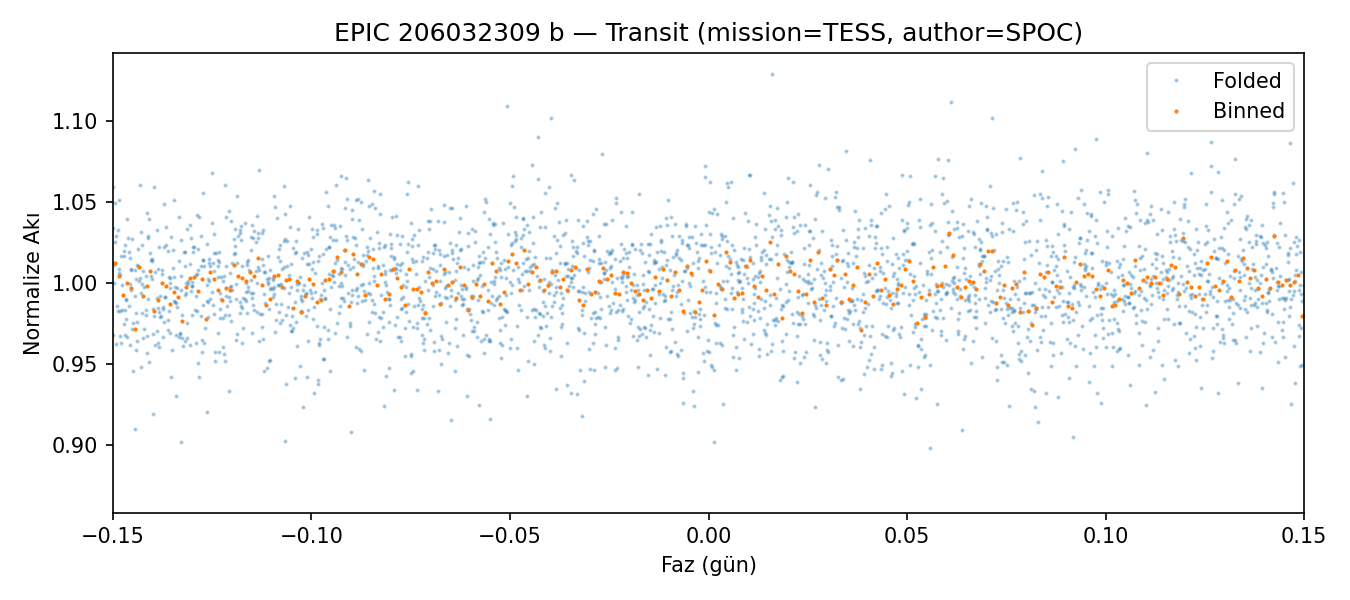 EPIC 206032309 b — Transit (mission=TESS, author=SPOC)
Folded
Binned
Normalize Akı
1.10
1.05
1.00
0.95
0.90
−0.15
−0.10
−0.05
0.00
0.05
0.10
0.15
Faz (gün)